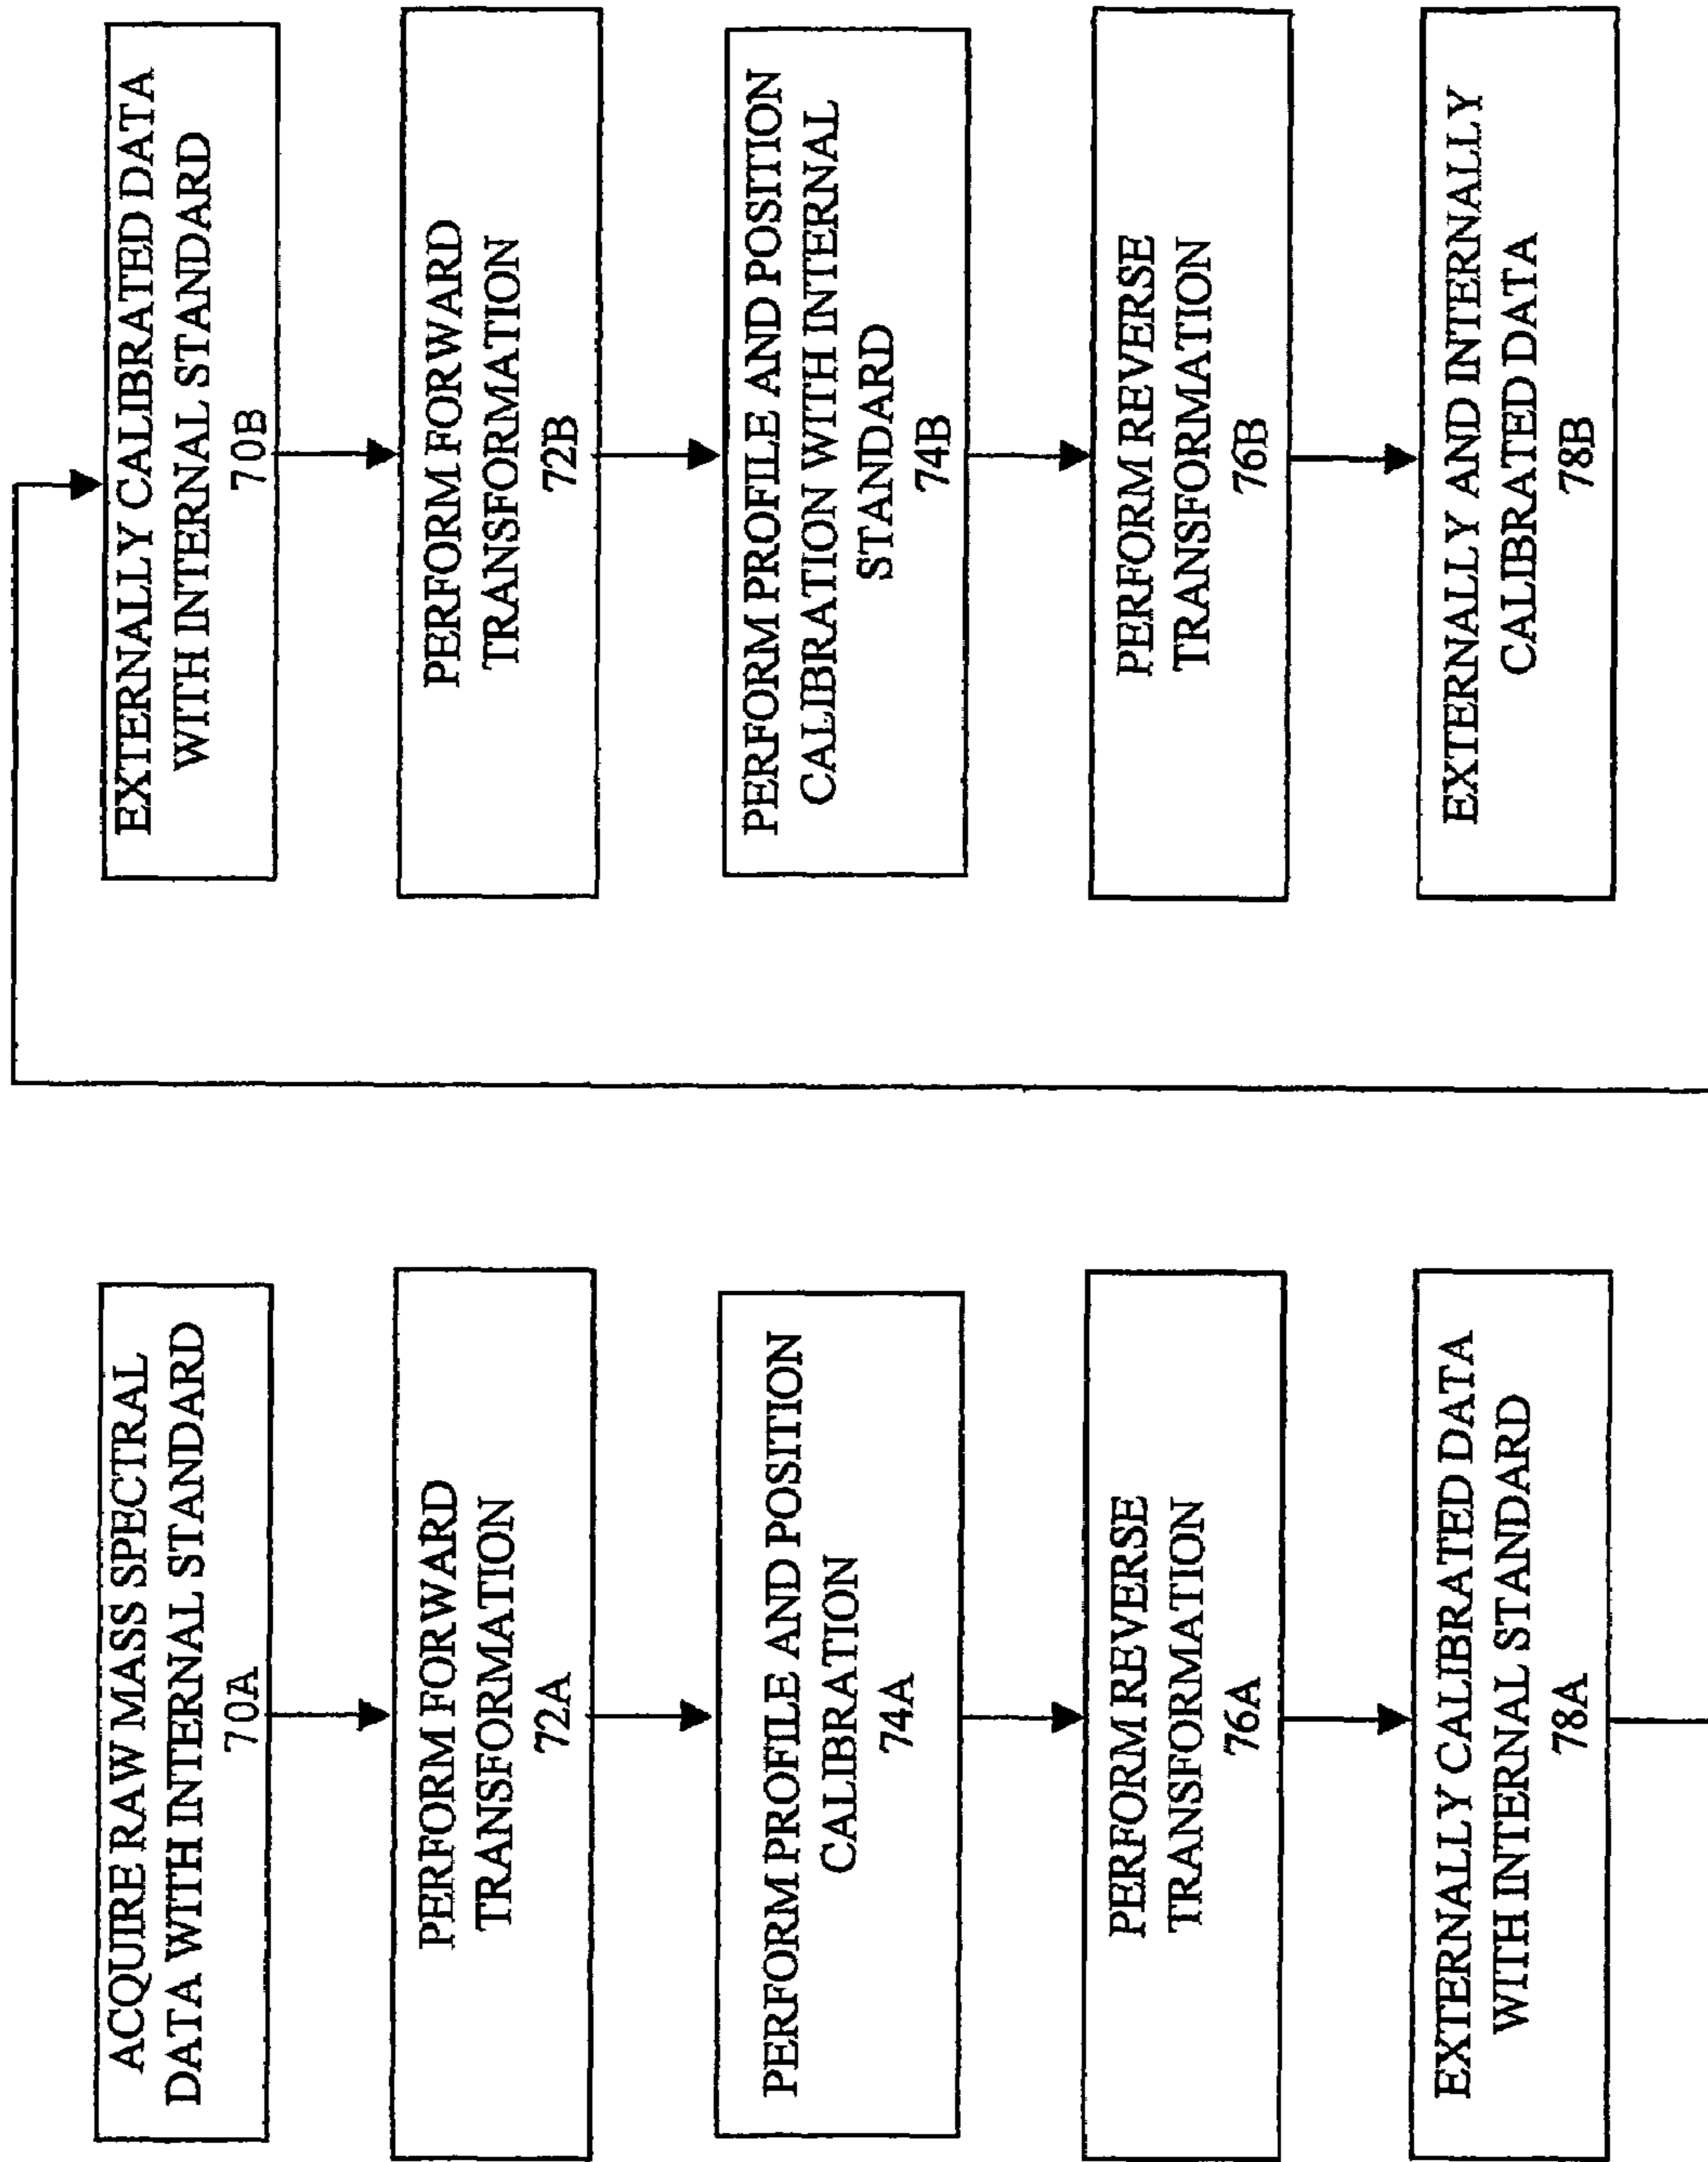 ACQUIRE RAW MASS SPECTRAL
DATA WITH INTERNAL STANDARD
70A
PERFORM FORWARD
TRANSFORMATION
72A
PERFORM PROFILE AND POSITION
CALIBRATION
74A
PERFORM REVERSE
TRANSFORMATION
76A
EXTERNALLY CALIBRATED DATA
WITH INTERNAL STANDARD
78A
EXTERNALLY CALIBRATED DATA
WITH INTERNAL STANDARD
70B
PERFORM FORWARD
TRANSFORMATION
72B
PERFORM PROFILE AND POSITION
CALIBRATION WITH INTERNAL
STANDARD
74B
PERFORM REVERSE
TRANSFORMATION
76B
EXTERNALLY AND INTERNALLY
CALIBRATED DATA
78B